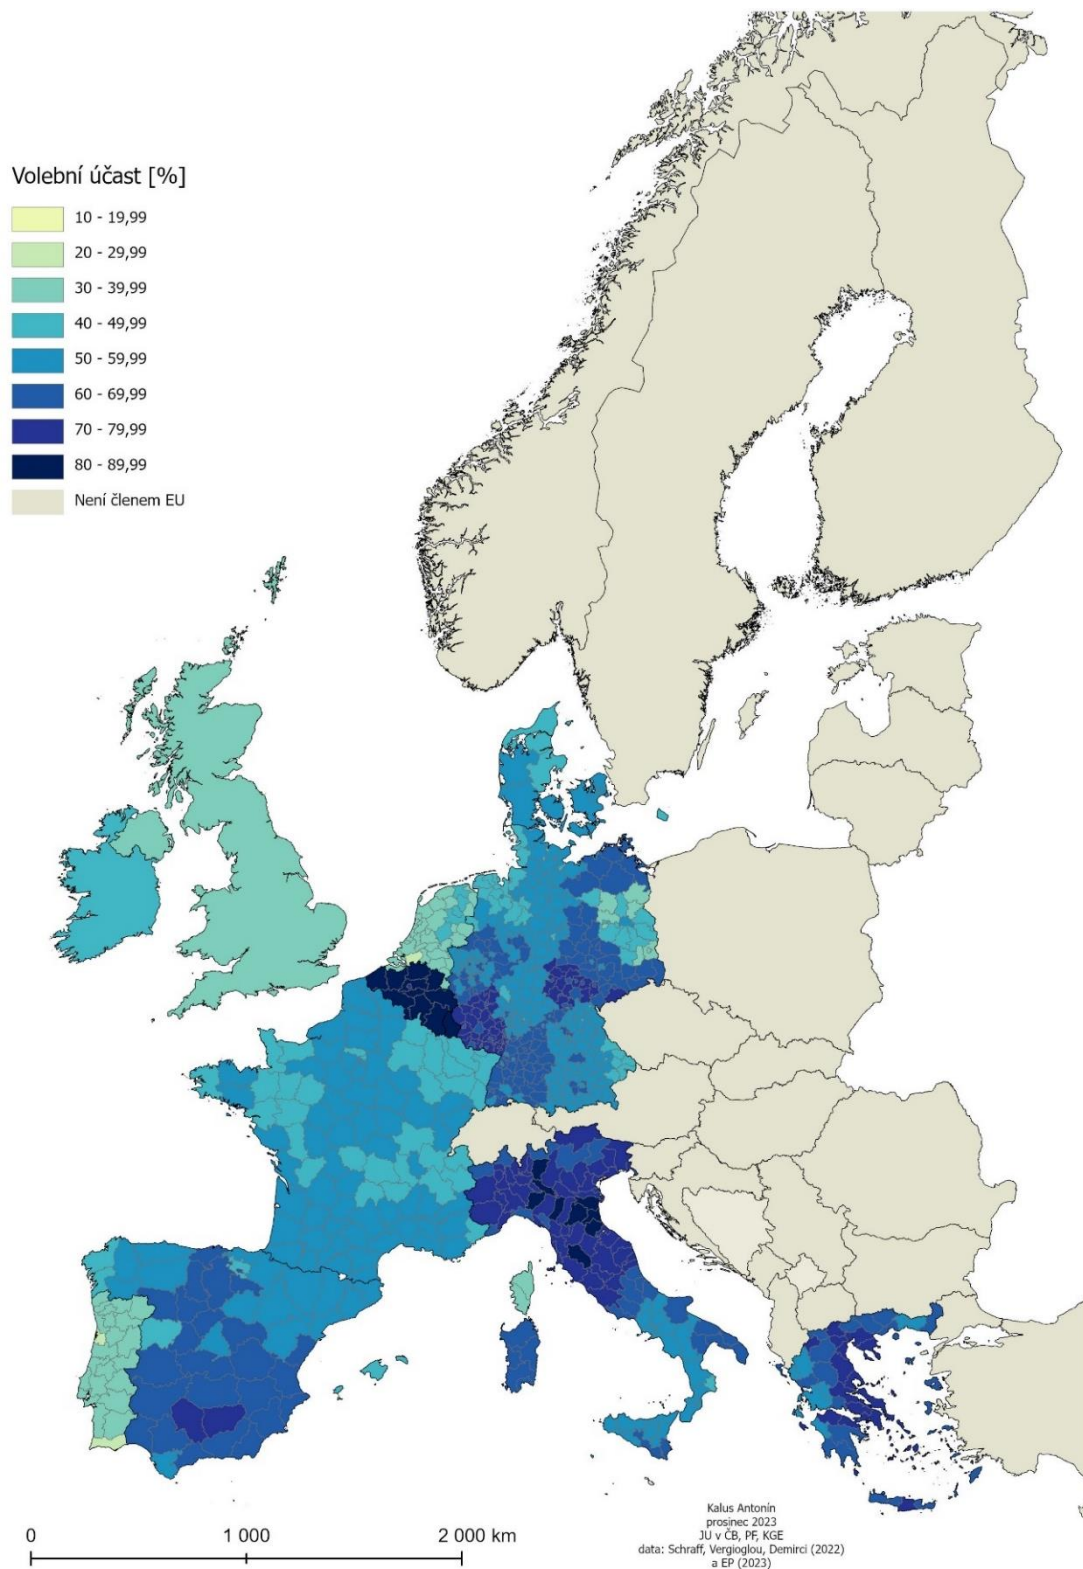 Volební účast [%]
10 - 19,99
20 - 29,99
30 - 39,99
40 - 49,99
50 - 59,99
60 - 69,99
70 - 79,99
80 - 89,99
Není členem EU
0 1 000 2 000 km
Kalus Antonín
prosinec 2023
JU v ČB, PF, KGE
data: Schraff, Vergioglou, Demirci (2022)
a EP (2023)